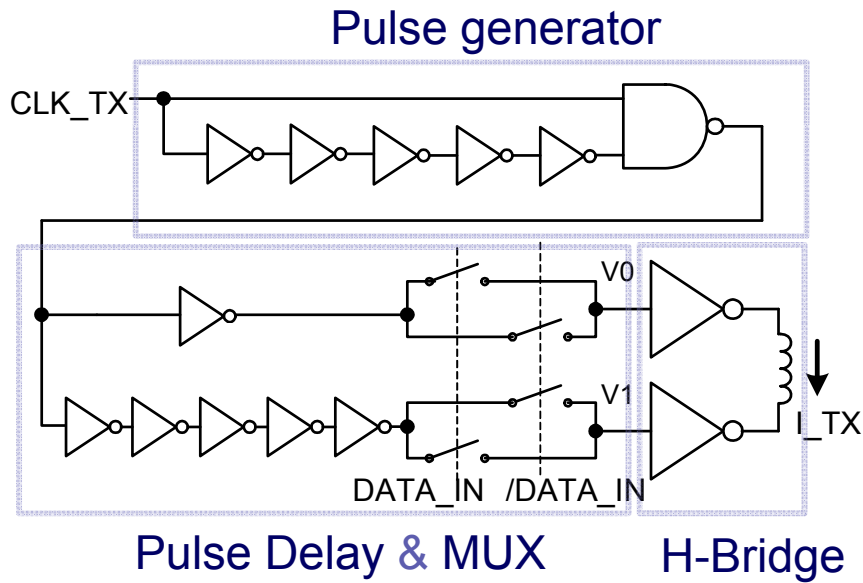 Pulse generator
CLK_TX
V0
V1
I_TX
DATA_IN /DATA_IN
Pulse Delay & MUX
H-Bridge